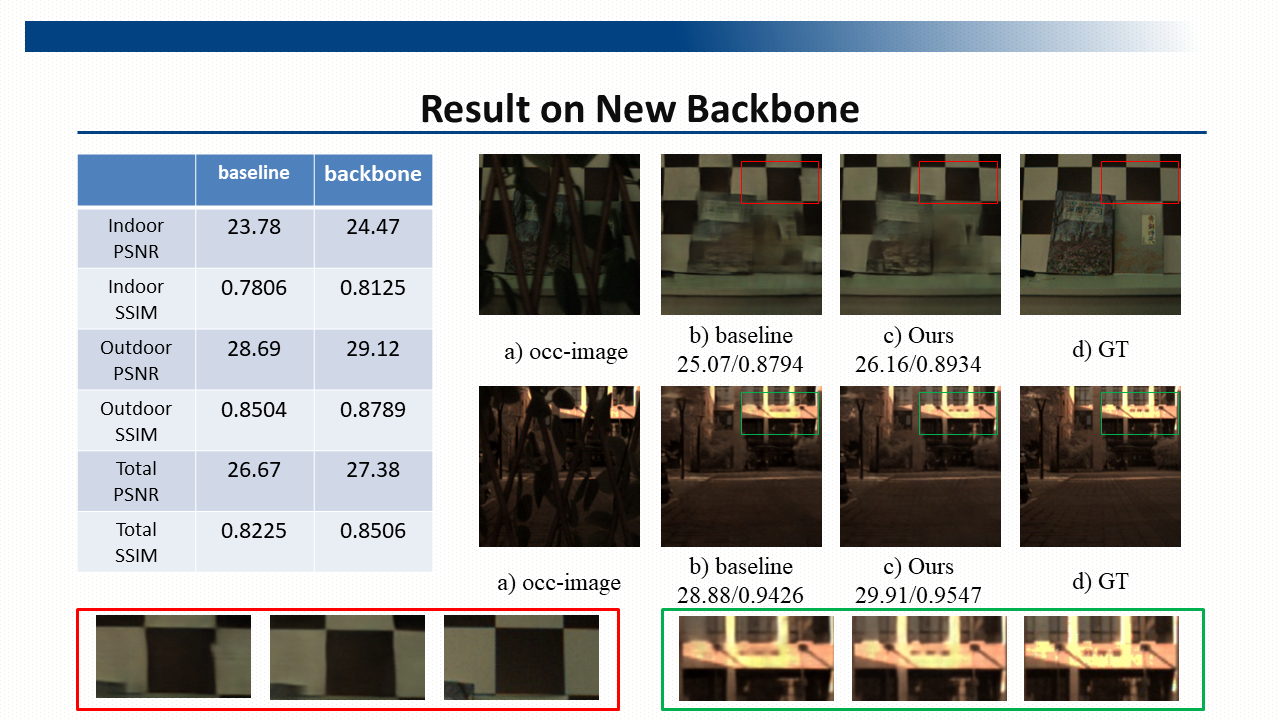 Result on New Backbone
baseline backbone
Indoor
PSNR 23.78 24.47
Indoor
SSIM 0.7806 0.8125
Outdoor
PSNR 28.69 29.12
Outdoor
SSIM 0.8504 0.8789
Total
PSNR 26.67 27.38
Total
SSIM 0.8225 0.8506
a) occ-image
b) baseline
25.07/0.8794
c) Ours
26.16/0.8934
d) GT
a) occ-image
b) baseline
28.88/0.9426
c) Ours
29.91/0.9547
d) GT